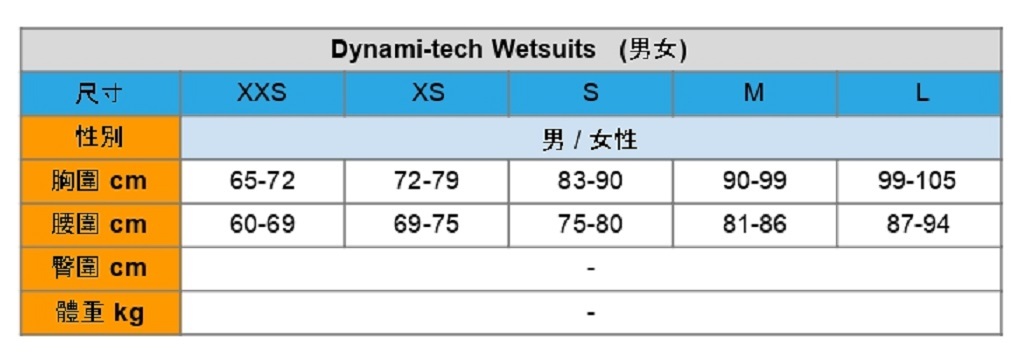 Dynami-tech Wetsuits (男女)
尺寸 XXS XS S M L
性別 男 / 女性
胸圍 cm 65-72 72-79 83-90 90-99 99-105
腰圍 cm 60-69 69-75 75-80 81-86 87-94
臀圍 cm -
體重 kg -